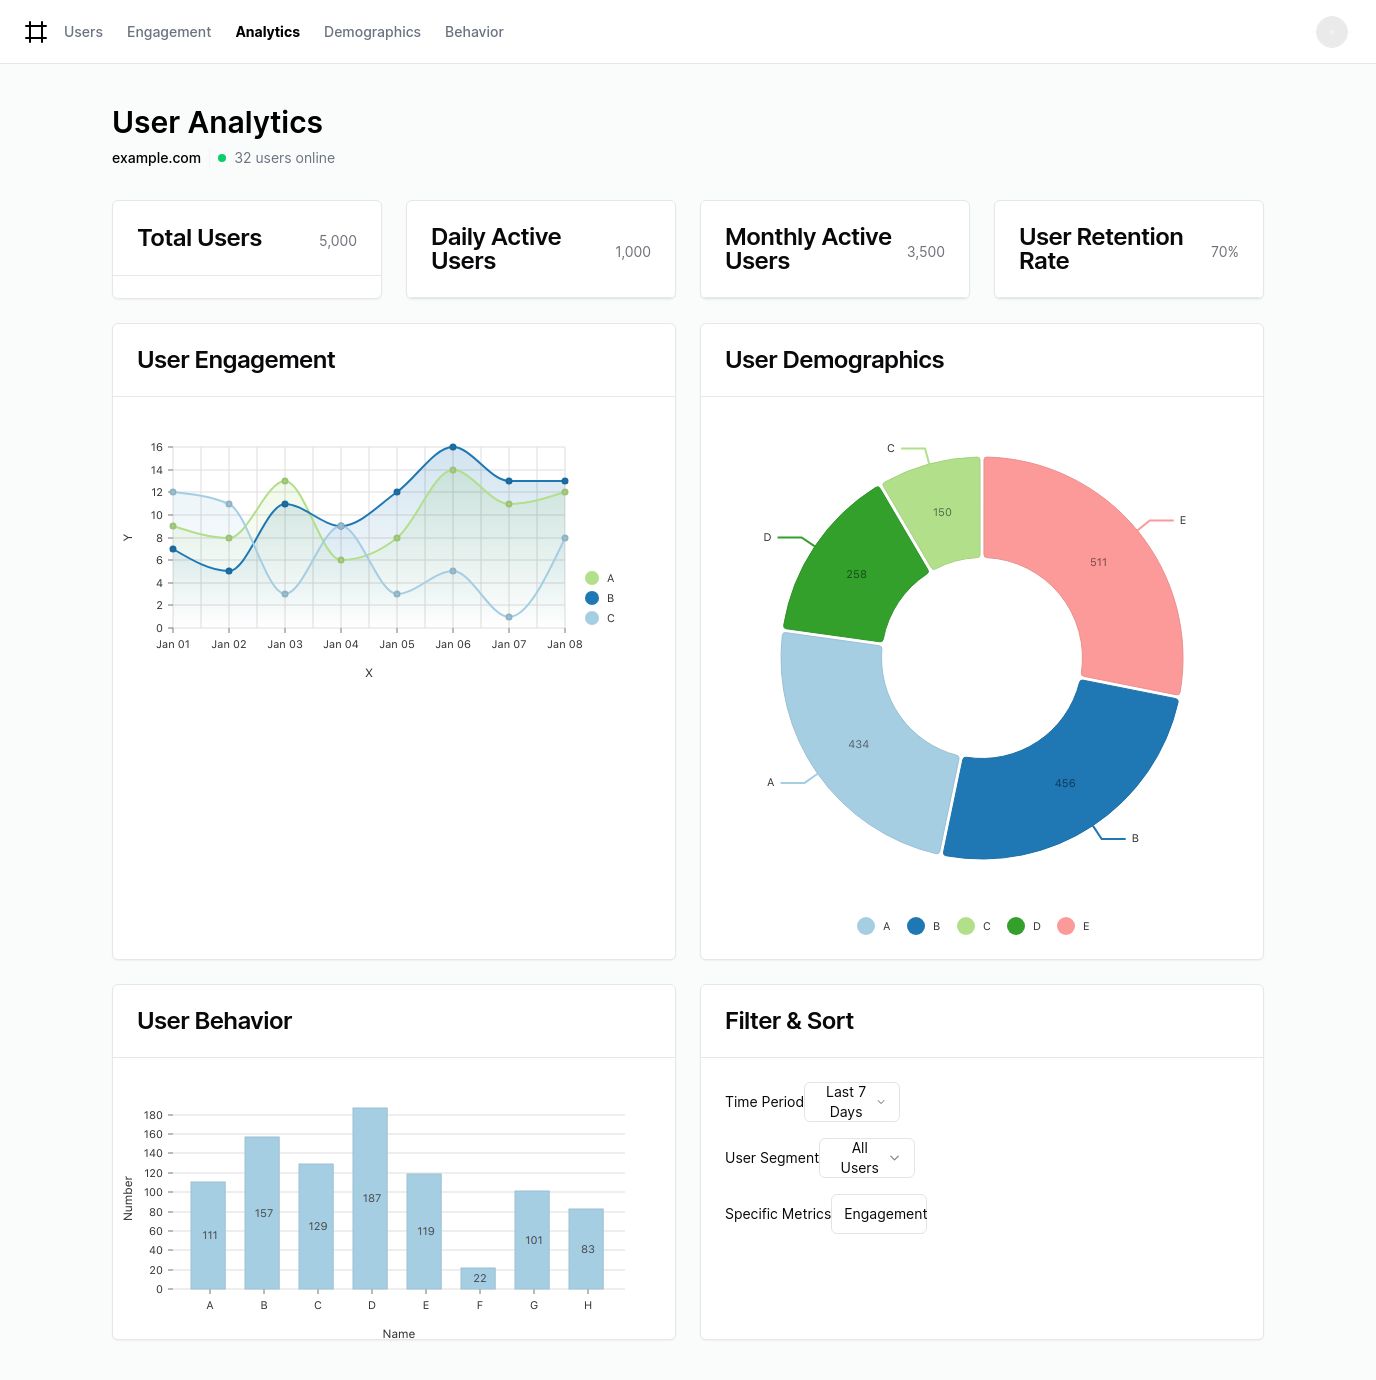 Users Engagement Analytics Demographics Behavior
User Analytics
example.com 32 users online
Total Users 5,000
Daily Active
Users
1,000
Monthly Active
Users
3,500
User Retention
Rate
70%
User Engagement
16
14
12
10
8
6
4
2
0
Y
Jan 01 Jan 02 Jan 03 Jan 04 Jan 05 Jan 06 Jan 07 Jan 08
X
A
B
C
User Demographics
C
150
E
511
D
258
434
A
456
B
A B C D E
User Behavior
180
160
140
120
100
80
60
40
20
0
Number
111 157 129 187 119 22 101 83
A B C D E F G H
Name
Filter & Sort
Time Period Last 7
Days
User Segment All
Users
Specific Metrics Engagement